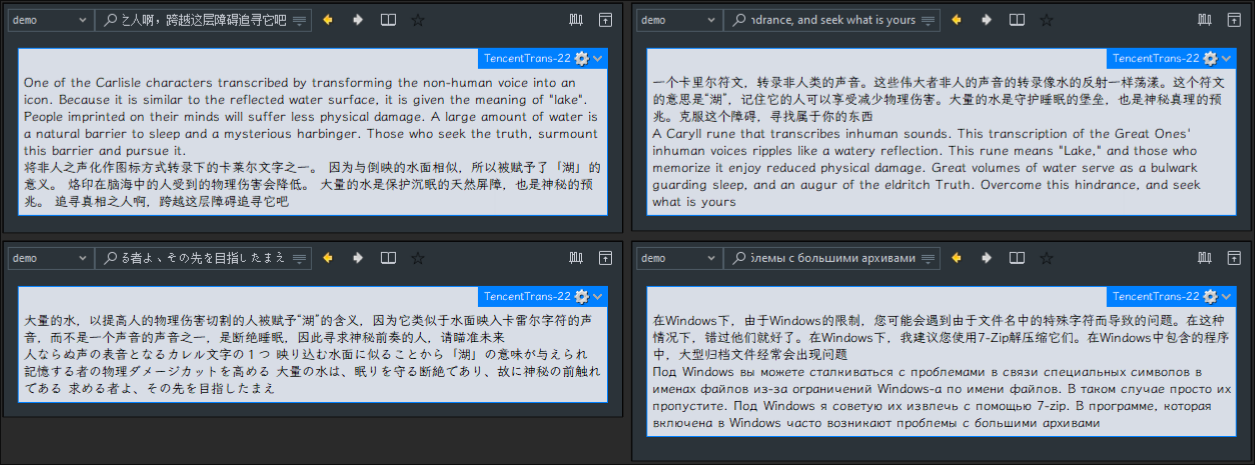 demo
之人啊，跨越这层障碍追寻它吧
TencentTrans-22
One of the Carlisle characters transcribed by transforming the non-human voice into an
icon. Because it is similar to the reflected water surface, it is given the meaning of "lake".
People imprinted on their minds will suffer less physical damage. A large amount of water is
a natural barrier to sleep and a mysterious harbinger. Those who seek the truth, surmount
this barrier and pursue it.
将非人之声化作图标方式转录下的卡莱尔文字之一。 因为与倒映的水面相似，所以被赋予了「湖」的
意义。 烙印在脑海中的人受到的物理伤害会降低。 大量的水是保护沉眠的天然屏障，也是神秘的预
兆。 追寻真相之人啊，跨越这层障碍追寻它吧
demo
ndrance, and seek what is yours
TencentTrans-22
一个卡里尔符文，转录非人类的声音。这些伟大者非人的声音的转录像水的反射一样荡漾。这个符文
的意思是“湖”，记住它的人可以享受减少物理伤害。大量的水是守护睡眠的堡垒，也是神秘真理的预
兆。克服这个障碍，寻找属于你的东西
A Caryll rune that transcribes inhuman sounds. This transcription of the Great Ones'
inhuman voices ripples like a watery reflection. This rune means "Lake," and those who
memorize it enjoy reduced physical damage. Great volumes of water serve as a bulwark
guarding sleep, and an augur of the eldritch Truth. Overcome this hindrance, and seek
what is yours
demo
る者よ、その先を目指したまえ
TencentTrans-22
大量的水，以提高人的物理伤害切割的人被赋予“湖”的含义，因为它类似于水面映入卡雷尔字符的声
音，而不是一个声音的声音之一，是断绝睡眠，因此寻求神秘前奏的人，请瞄准未来
人ならぬ声の表音となるカレル文字の１つ 映り込む水面に似ることから「湖」の意味が与えられ
記憶する者の物理ダメージカットを高める 大量の水は、眠りを守る断絶であり、故に神秘の前触れ
である 求める者よ、その先を目指したまえ
demo
блемы с большими архивами
TencentTrans-22
在Windows下，由于Windows的限制，您可能会遇到由于文件名中的特殊字符而导致的问题。在这种
情况下，错过他们就好了。在Windows下，我建议您使用7-Zip解压缩它们。在Windows中包含的程序
中，大型归档文件经常会出现问题
Под Windows вы можете сталкиваться с проблемами в связи специальных символов в
именах файлов из-за ограничений Windows-а по имени файлов. В таком случае просто их
пропустите. Под Windows я советую их извлечь с помощью 7-zip. В программе, которая
включена в Windows часто возникают проблемы с большими архивами